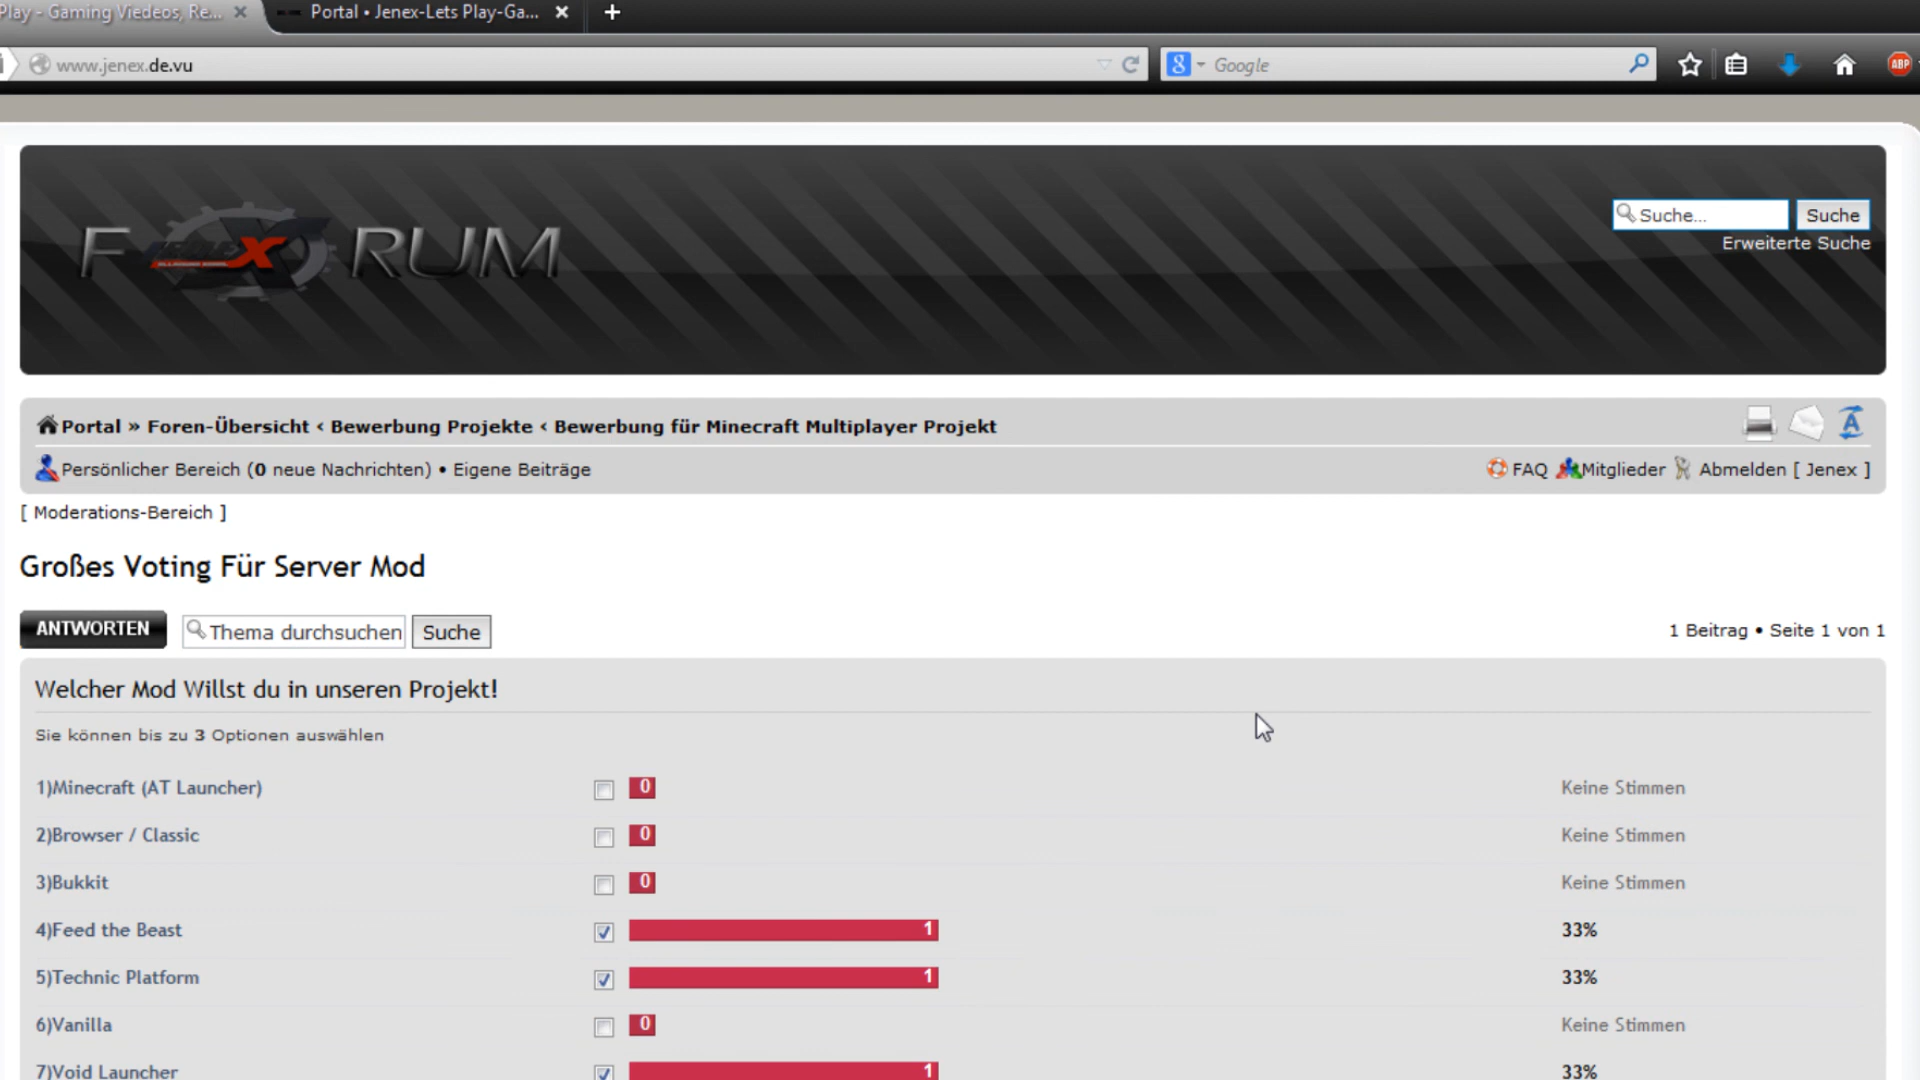 Play - Gaming Viedeos, Re...
Portal • Jenex-Lets Play-Ga...
www.jenex.de.vu
Google
ABP
F RUM
Suche...
Suche
Erweiterte Suche
Portal » Foren-Übersicht ‹ Bewerbung Projekte ‹ Bewerbung für Minecraft Multiplayer Projekt
Persönlicher Bereich (0 neue Nachrichten) • Eigene Beiträge
FAQ Mitglieder Abmelden [ Jenex ]
[ Moderations-Bereich ]
Großes Voting Für Server Mod
ANTWORTEN
Thema durchsuchen
Suche
1 Beitrag • Seite 1 von 1
Welcher Mod Willst du in unseren Projekt!
Sie können bis zu 3 Optionen auswählen
1)Minecraft (AT Launcher) 0 Keine Stimmen
2)Browser / Classic 0 Keine Stimmen
3)Bukkit 0 Keine Stimmen
4)Feed the Beast 1 33%
5)Technic Platform 1 33%
6)Vanilla 0 Keine Stimmen
7)Void Launcher 1 33%